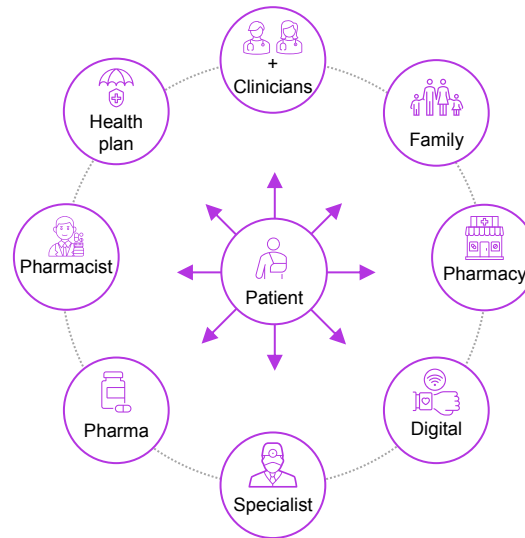 +
Clinicians
Health
plan
Family
Pharmacist
Patient
Pharmacy
Pharma
Digital
Specialist